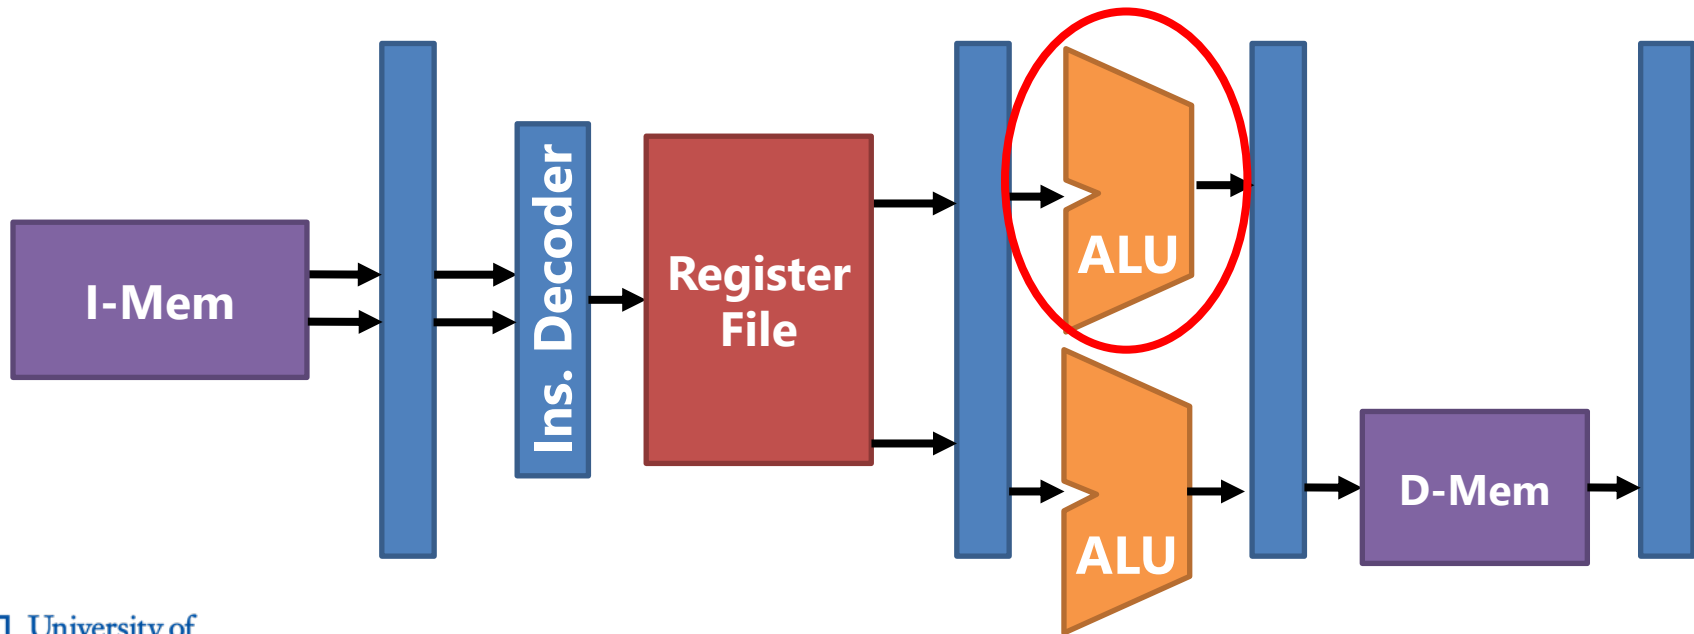 I-Mem
Ins. Decoder
Register
File
ALU
ALU
D-Mem
University of